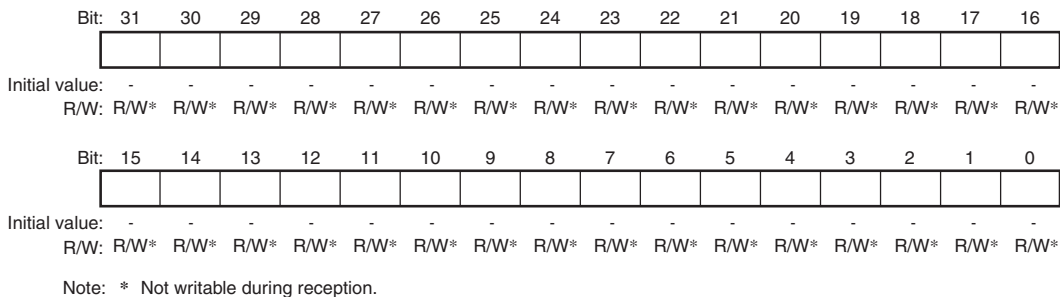 Bit: 31 30 29 28 27 26 25 24 23 22 21 20 19 18 17 16
Initial value: - - - - - - - - - - - - - - - -
R/W: R/W* R/W* R/W* R/W* R/W* R/W* R/W* R/W* R/W* R/W* R/W* R/W* R/W* R/W* R/W* R/W*
Bit: 15 14 13 12 11 10 9 8 7 6 5 4 3 2 1 0
Initial value: - - - - - - - - - - - - - - - -
R/W: R/W* R/W* R/W* R/W* R/W* R/W* R/W* R/W* R/W* R/W* R/W* R/W* R/W* R/W* R/W* R/W*
Note: * Not writable during reception.